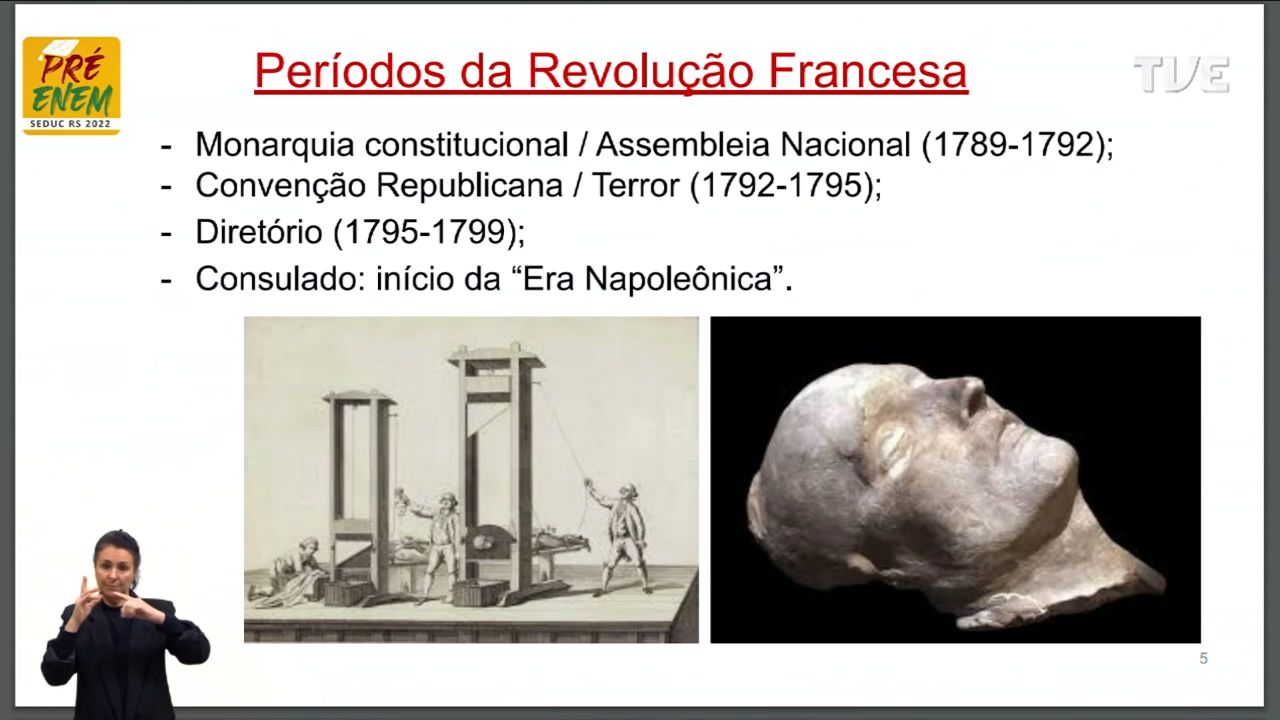 PRÉ
ENEM
SEDUC RS 2022
Períodos da Revolução Francesa
TVE
- Monarquia constitucional / Assembleia Nacional (1789-1792);
- Convenção Republicana / Terror (1792-1795);
- Diretório (1795-1799);
- Consulado: início da “Era Napoleônica”.
5